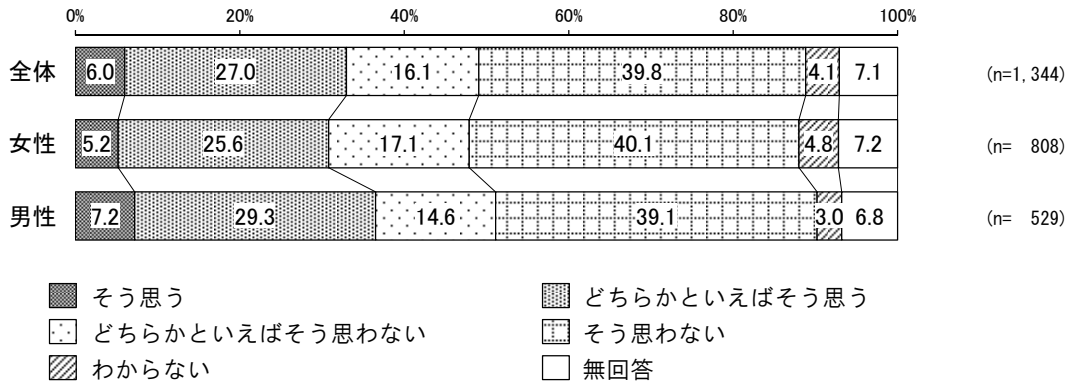 0% 20% 40% 60% 80% 100%
全体 6.0 27.0 16.1 39.8 4.1 7.1 (n=1,344)
女性 5.2 25.6 17.1 40.1 4.8 7.2 (n= 808)
男性 7.2 29.3 14.6 39.1 3.0 6.8 (n= 529)
そう思う どちらかといえばそう思う
どちらかといえばそう思わない そう思わない
わからない 無回答